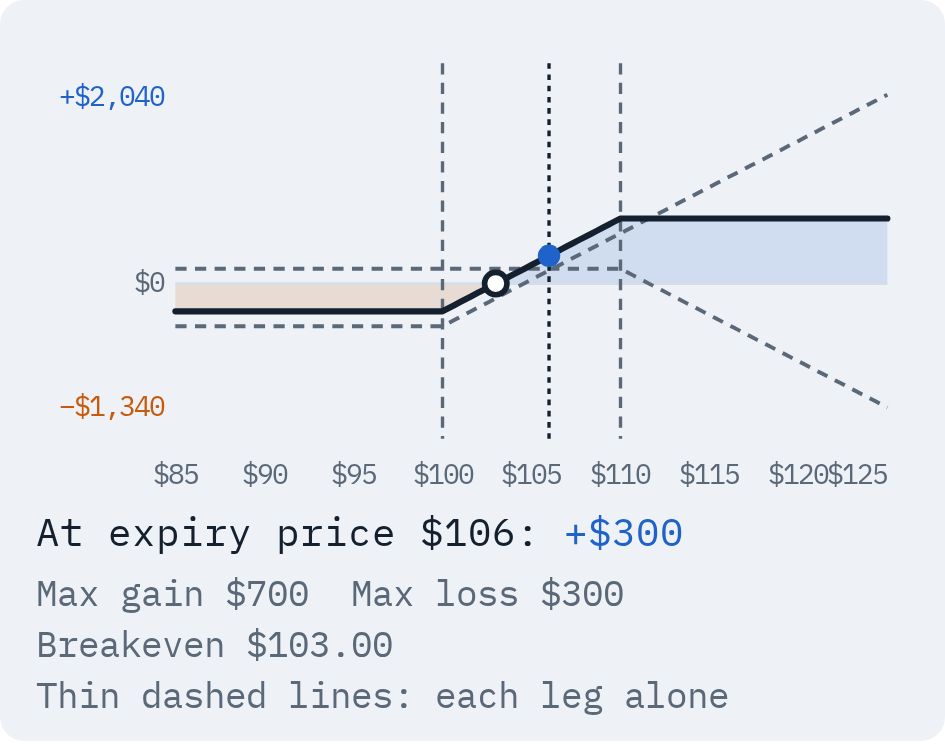 +$2,040
$0
−$1,340
$85 $90 $95 $100 $105 $110 $115 $120 $125
At expiry price $106: +$300
Max gain $700  Max loss $300
Breakeven $103.00
Thin dashed lines: each leg alone